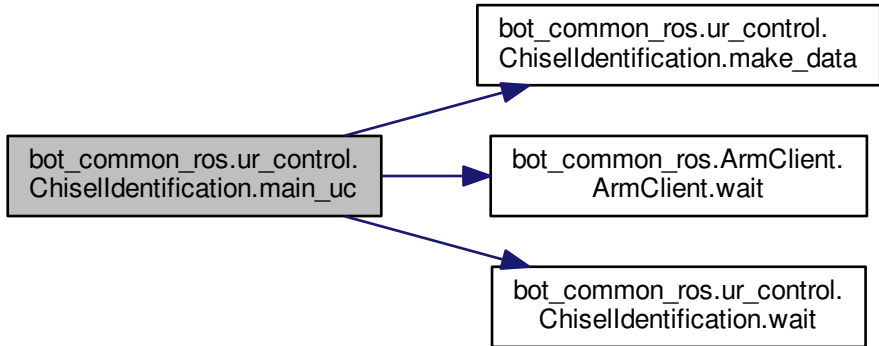 bot_common_ros.ur_control.
ChiselIdentification.make_data
bot_common_ros.ur_control.
ChiselIdentification.main_uc
bot_common_ros.ArmClient.
ArmClient.wait
bot_common_ros.ur_control.
ChiselIdentification.wait